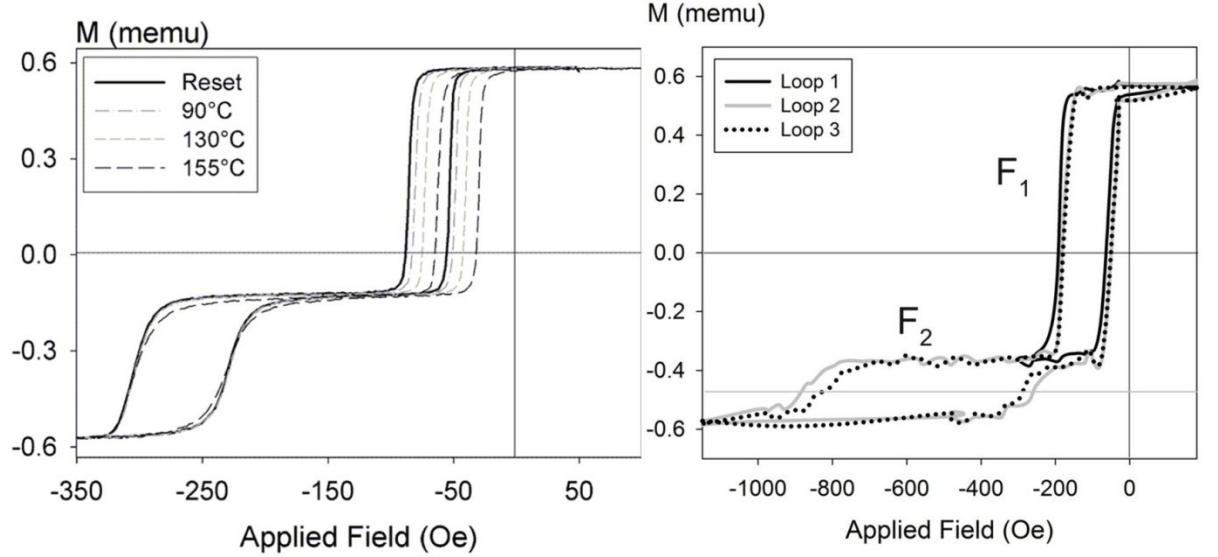 M (memu)
0.6
0.3
0.0
-0.3
-0.6
Reset
90°C
130°C
155°C
-350
-250
-150
-50
50
Applied Field (Oe)
M (memu)
0.6
0.4
0.2
0.0
-0.2
-0.4
-0.6
Loop 1
Loop 2
Loop 3
F1
F2
-1000
-800
-600
-400
-200
0
Applied Field (Oe)